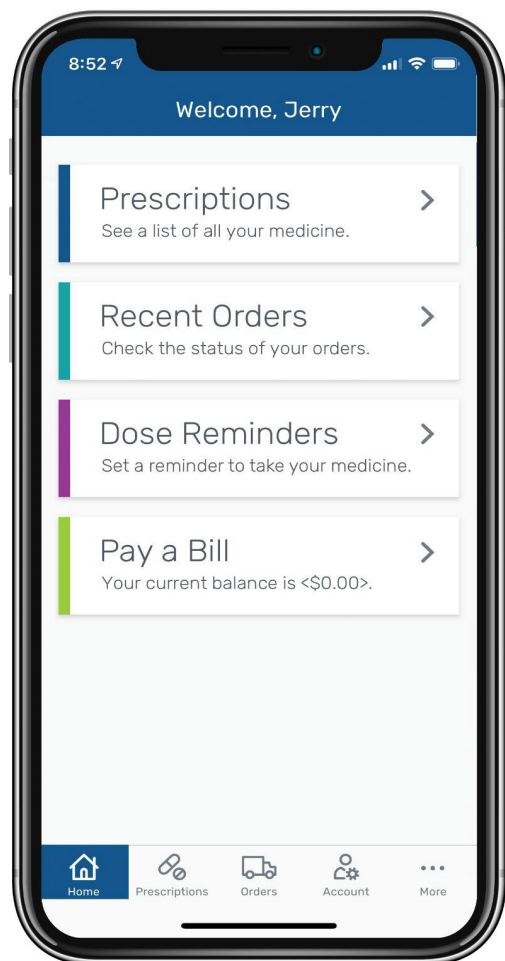 8:52
Welcome, Jerry
Prescriptions
See a list of all your medicine.
Recent Orders
Check the status of your orders.
Dose Reminders
Set a reminder to take your medicine.
Pay a Bill
Your current balance is <$0.00>.
Home Prescriptions Orders Account More